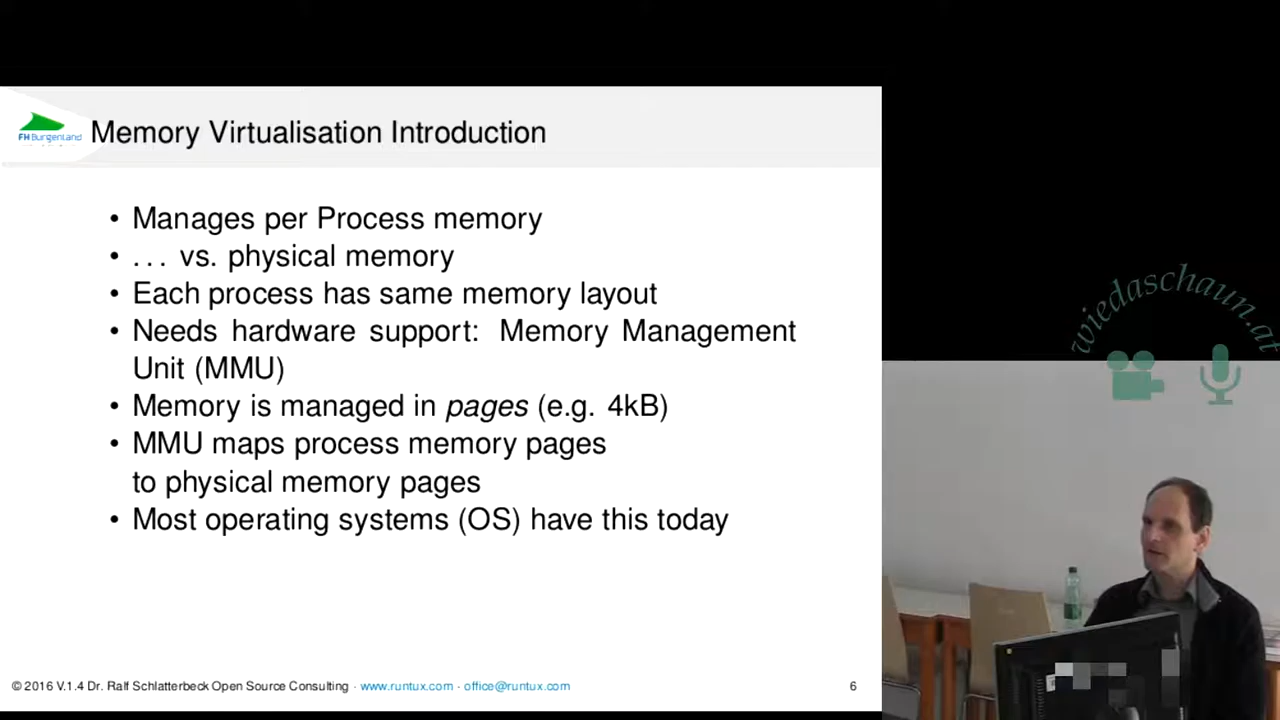 FH Burgenland
Memory Virtualisation Introduction
• Manages per Process memory
• . . . vs. physical memory
• Each process has same memory layout
• Needs hardware support: Memory Management
Unit (MMU)
• Memory is managed in pages (e.g. 4kB)
• MMU maps process memory pages
to physical memory pages
• Most operating systems (OS) have this today
© 2016 V.1.4 Dr. Ralf Schlatterbeck Open Source Consulting · www.runtux.com · office@runtux.com
6
wiedaschaun.at